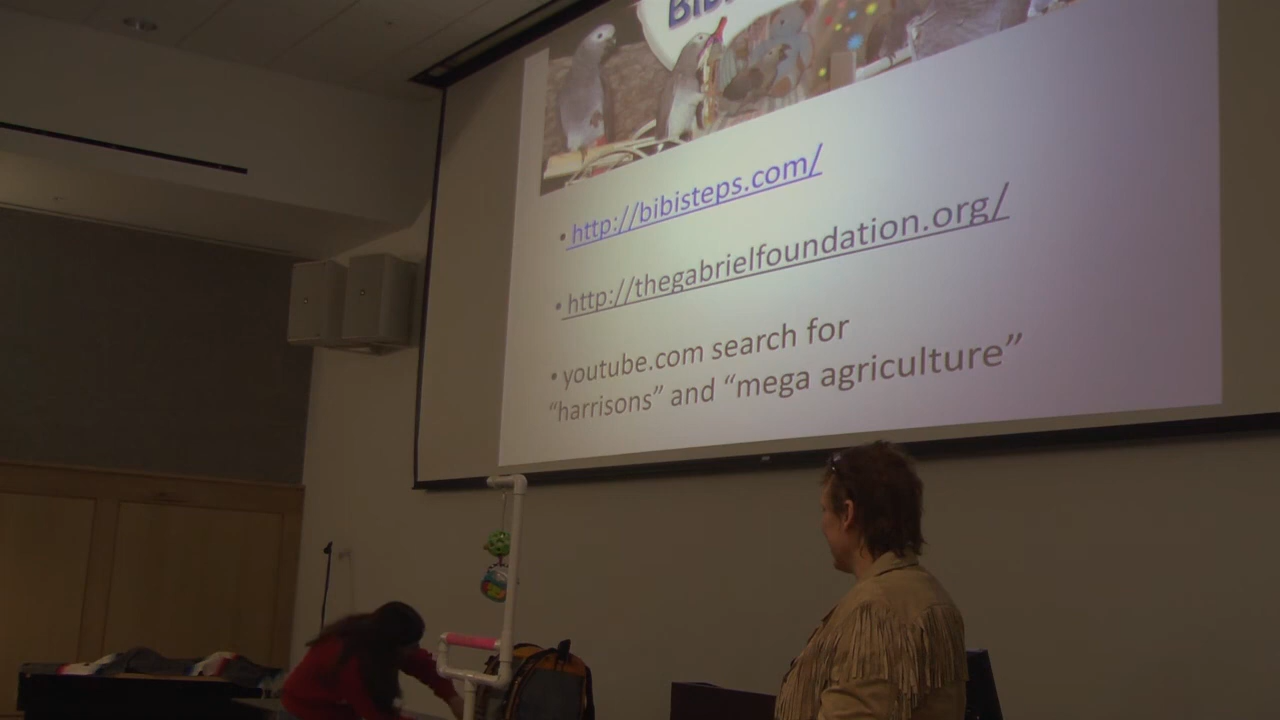 • http://bibisteps.com/
• http://thegabrielfoundation.org/
• youtube.com search for
“harrisons” and “mega agriculture”